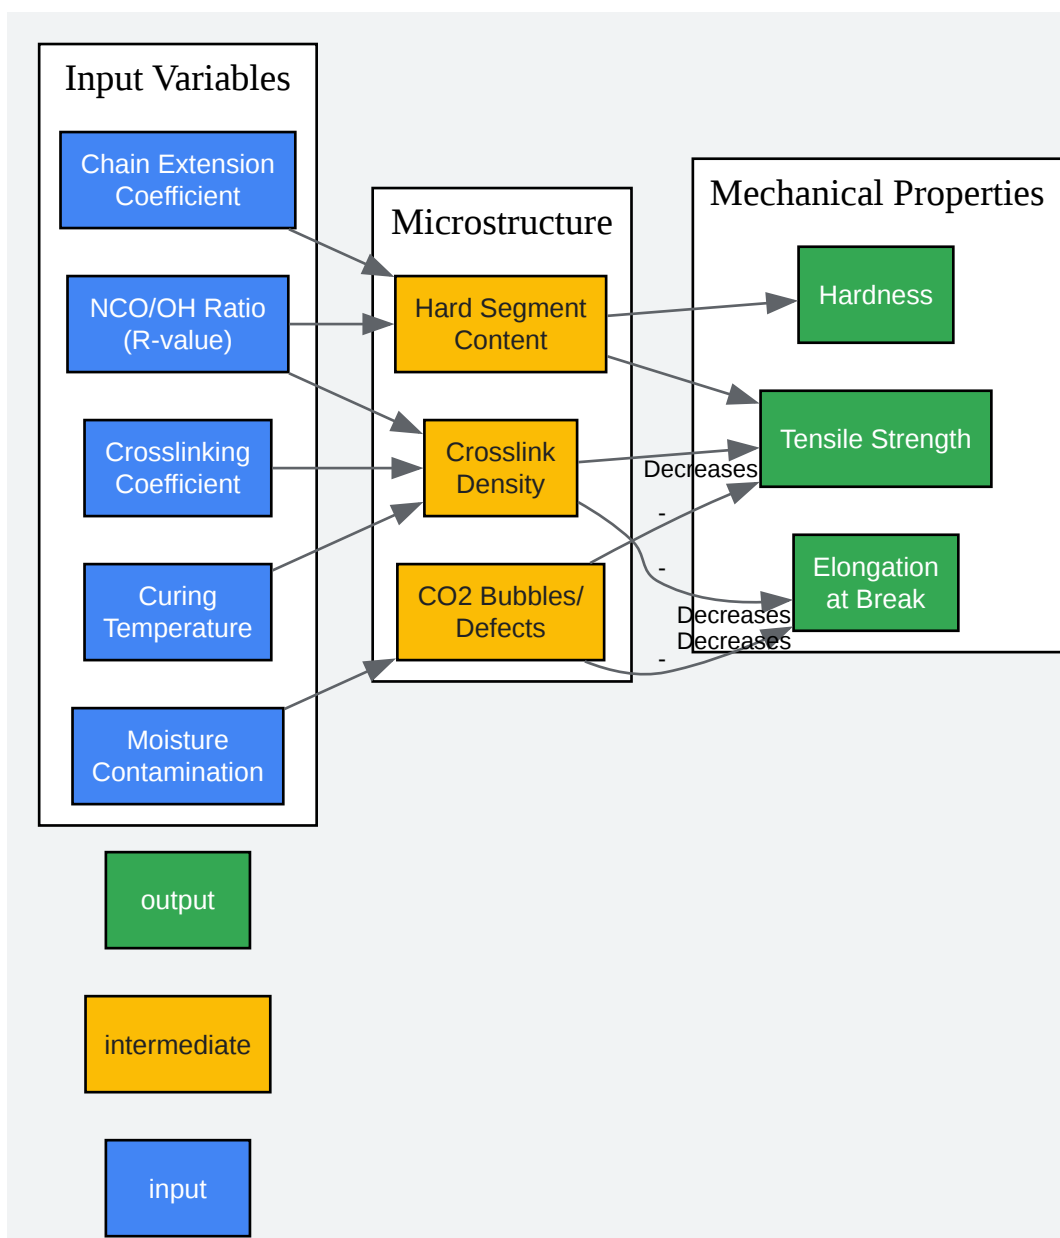 Input Variables
Chain Extension
Coefficient
NCO/OH Ratio
(R-value)
Crosslinking
Coefficient
Curing
Temperature
Moisture
Contamination
Microstructure
Hard Segment
Content
Crosslink
Density
CO2 Bubbles/
Defects
Decreases
-
-
Decreases
Decreases
-
Mechanical Properties
Hardness
Tensile Strength
Elongation
at Break
output
intermediate
input